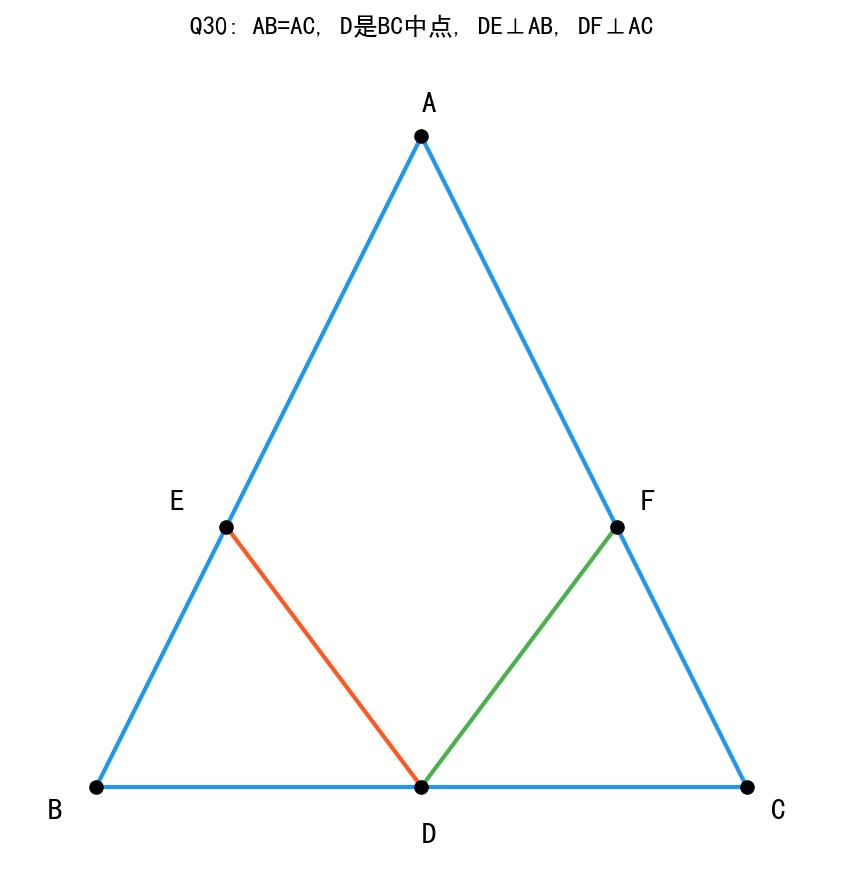 Q30: AB=AC, D是BC中点, DE⊥AB, DF⊥AC
A
E
F
B
C
D